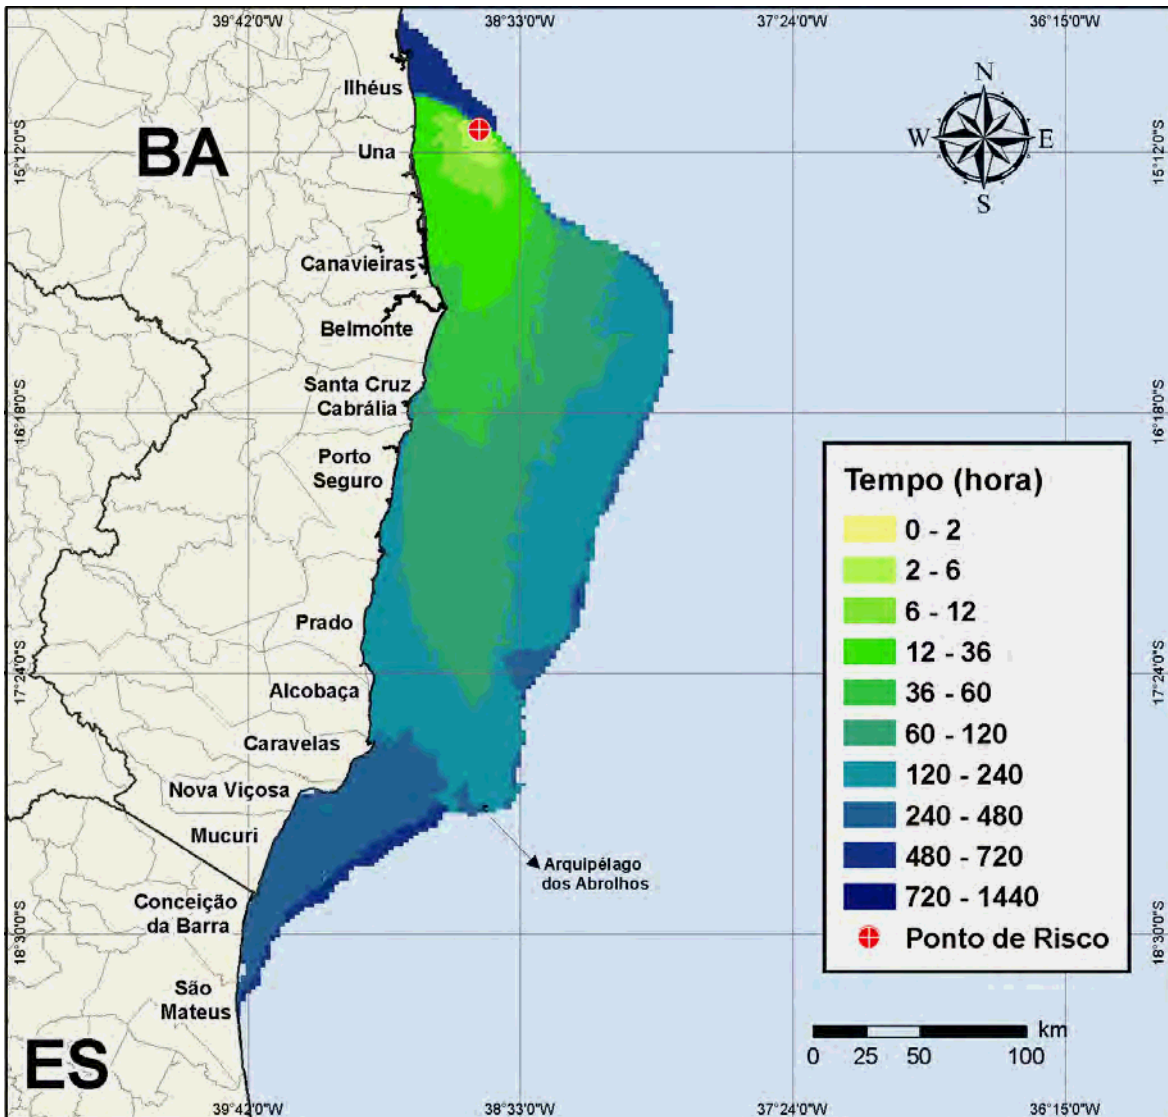 39°42'0"W
38°33'0"W
37°24'0"W
36°15'0"W
N
W
E
S
BA
Ilhéus
Una
15°12'0"S
15°12'0"S
Canavieiras
Belmonte
Santa Cruz
Cabrália
16°18'0"S
16°18'0"S
Porto
Seguro
Prado
17°24'0"S
17°24'0"S
Alcobaça
Caravelas
Nova Viçosa
Mucuri
Arquipélago
dos Abrolhos
Conceição
da Barra
18°30'0"S
18°30'0"S
São
Mateus
ES
Tempo (hora)
0 - 2
2 - 6
6 - 12
12 - 36
36 - 60
60 - 120
120 - 240
240 - 480
480 - 720
720 - 1440
Ponto de Risco
km
0 25 50 100
39°42'0"W
38°33'0"W
37°24'0"W
36°15'0"W